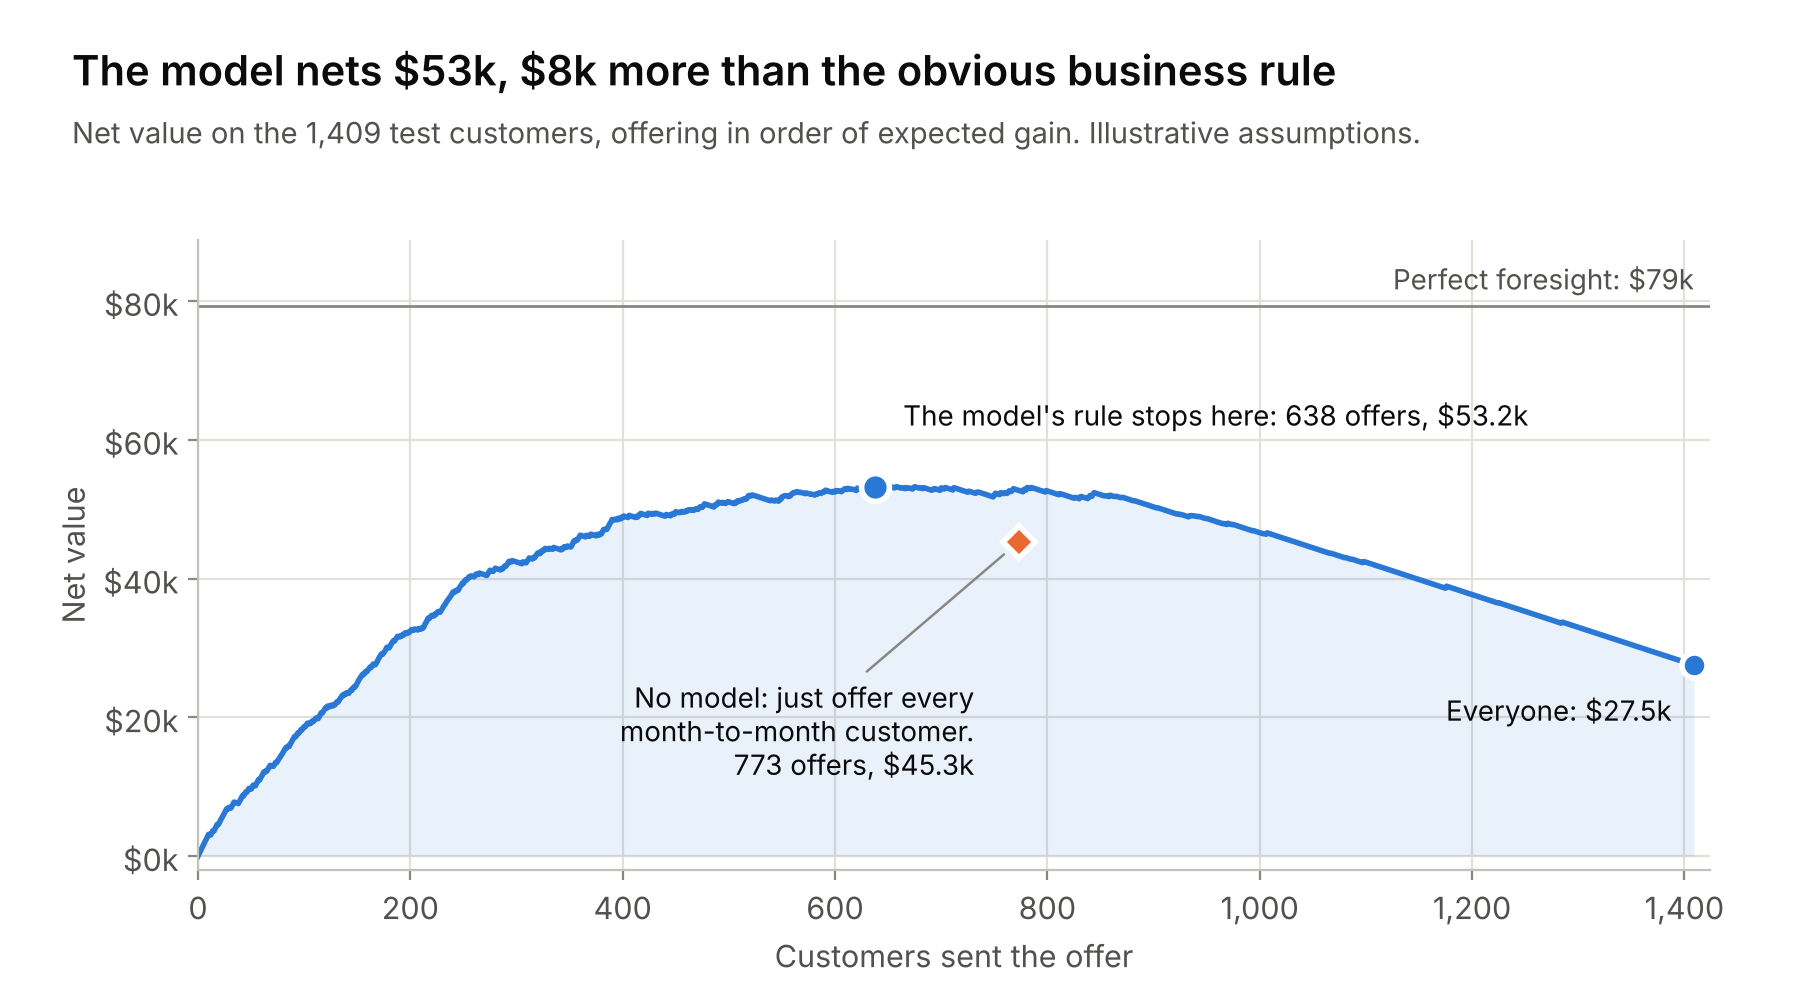 The model nets $53k, $8k more than the obvious business rule
Net value on the 1,409 test customers, offering in order of expected gain. Illustrative assumptions.
Perfect foresight: $79k
$80k
The model's rule stops here: 638 offers, $53.2k
$60k
Net value
$40k
No model: just offer every
month-to-month customer.
773 offers, $45.3k
Everyone: $27.5k
$20k
$0k
0 200 400 600 800 1,000 1,200 1,400
Customers sent the offer